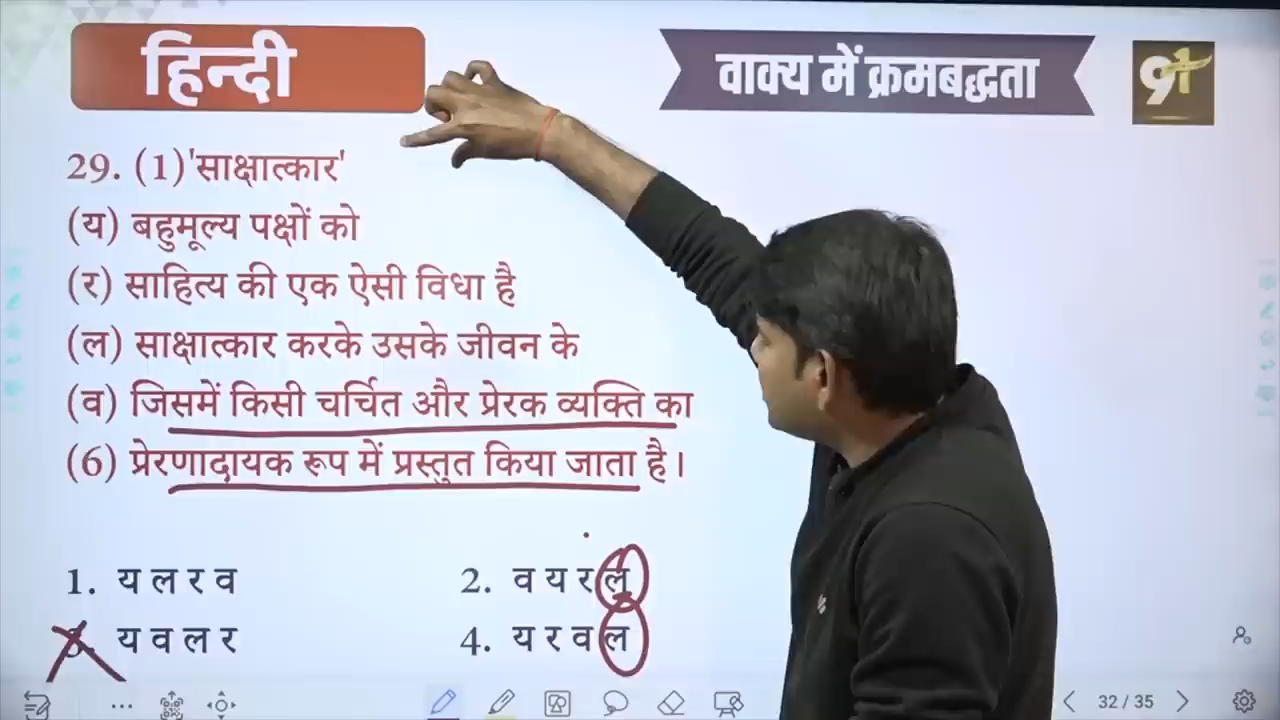 हिन्दी
वाक्य में क्रमबद्धता
29. (1) 'साक्षात्कार'
(य) बहुमूल्य पक्षों को
(र) साहित्य की एक ऐसी विधा है
(ल) साक्षात्कार करके उसके जीवन के
(व) जिसमें किसी चर्चित और प्रेरक व्यक्ति का
(6) प्रेरणादायक रूप में प्रस्तुत किया जाता है।
1. य ल र व
2. व य र ल
3. य व ल र
4. य र व ल
32 / 35